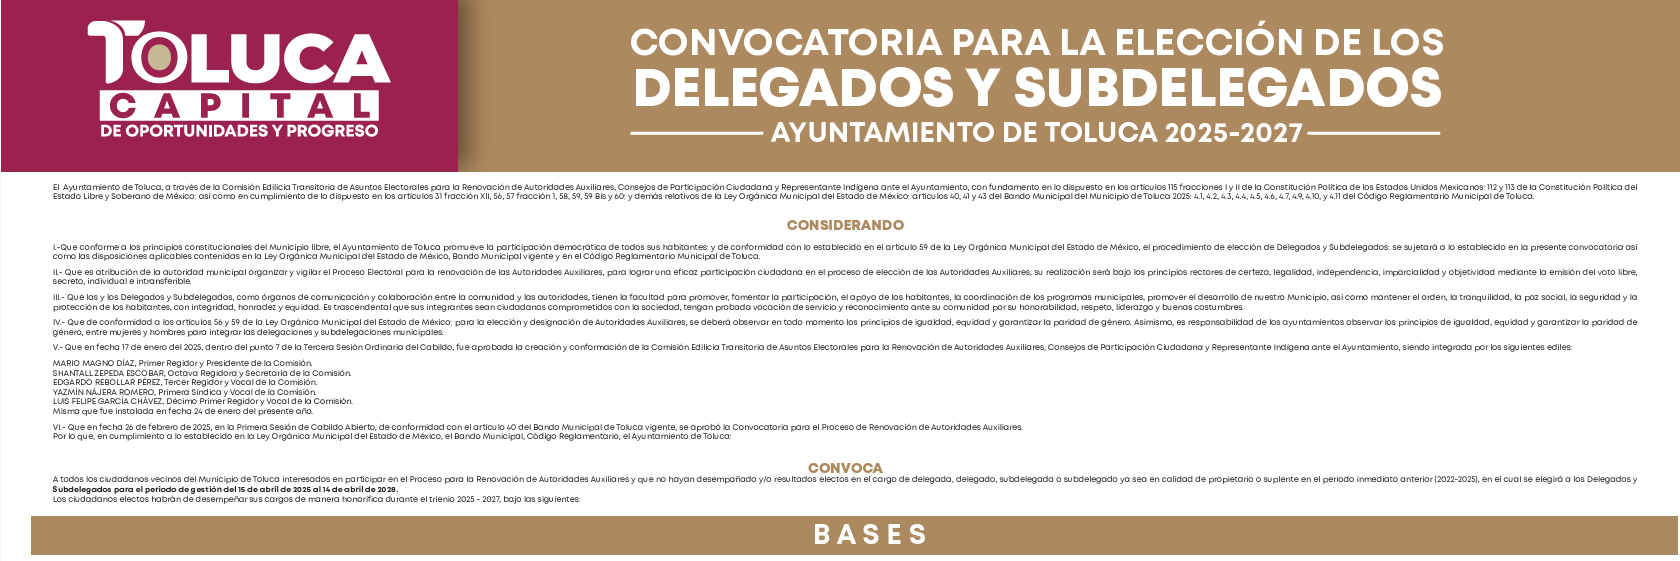 TOLUCA
CAPITAL
DE OPORTUNIDADES Y PROGRESO
CONVOCATORIA PARA LA ELECCIÓN DE LOS
DELEGADOS Y SUBDELEGADOS
AYUNTAMIENTO DE TOLUCA 2025-2027
El Ayuntamiento de Toluca, a través de la Comisión Edilicia Transitoria de Asuntos Electorales para la Renovación de Autoridades Auxiliares, Consejos de Participación Ciudadana y Representante Indígena ante el Ayuntamiento, con fundamento en lo dispuesto en los artículos 115 fracciones I y II de la Constitución Política de los Estados Unidos Mexicanos; 112 y 113 de la Constitución Política del
Estado Libre y Soberano de México; así como en cumplimiento de lo dispuesto en los artículos 31 fracción XII, 56, 57 fracción 1, 58, 59, 59 Bis y 60; y demás relativos de la Ley Orgánica Municipal del Estado de México; artículos 40, 41 y 43 del Bando Municipal del Municipio de Toluca 2025; 4.1, 4.2, 4.3, 4.4, 4.5, 4.6, 4.7, 4.9, 4.10, y 4.11 del Código Reglamentario Municipal de Toluca.
CONSIDERANDO
I.-Que conforme a los principios constitucionales del Municipio libre, el Ayuntamiento de Toluca promueve la participación democrática de todos sus habitantes; y de conformidad con lo establecido en el artículo 59 de la Ley Orgánica Municipal del Estado de México, el procedimiento de elección de Delegados y Subdelegados; se sujetará a lo establecido en la presente convocatoria así
como las disposiciones aplicables contenidas en la Ley Orgánica Municipal del Estado de México, Bando Municipal vigente y en el Código Reglamentario Municipal de Toluca.
II.- Que es atribución de la autoridad municipal organizar y vigilar el Proceso Electoral para la renovación de las Autoridades Auxiliares, para lograr una eficaz participación ciudadana en el proceso de elección de las Autoridades Auxiliares, su realización será bajo los principios rectores de certeza, legalidad, independencia, imparcialidad y objetividad mediante la emisión del voto libre,
secreto, individual e intransferible.
III.- Que las y los Delegados y Subdelegados, como órganos de comunicación y colaboración entre la comunidad y las autoridades, tienen la facultad para promover, fomentar la participación, el apoyo de los habitantes, la coordinación de los programas municipales, promover el desarrollo de nuestro Municipio, así como mantener el orden, la tranquilidad, la paz social, la seguridad y la
protección de los habitantes, con integridad, honradez y equidad. Es trascendental que sus integrantes sean ciudadanos comprometidos con la sociedad, tengan probada vocación de servicio y reconocimiento ante su comunidad por su honorabilidad, respeto, liderazgo y buenas costumbres.
IV.- Que de conformidad a los artículos 56 y 59 de la Ley Orgánica Municipal del Estado de México; para la elección y designación de Autoridades Auxiliares, se deberá observar en todo momento los principios de igualdad, equidad y garantizar la paridad de género. Asimismo, es responsabilidad de los ayuntamientos observar los principios de igualdad, equidad y garantizar la paridad de
género, entre mujeres y hombres para integrar las delegaciones y subdelegaciones municipales.
V.- Que en fecha 17 de enero del 2025, dentro del punto 7 de la Tercera Sesión Ordinaria del Cabildo, fue aprobada la creación y conformación de la Comisión Edilicia Transitoria de Asuntos Electorales para la Renovación de Autoridades Auxiliares, Consejos de Participación Ciudadana y Representante Indígena ante el Ayuntamiento, siendo integrada por los siguientes ediles:
MARIO MAGNO DÍAZ, Primer Regidor y Presidente de la Comisión.
SHANTALL ZEPEDA ESCOBAR, Octava Regidora y Secretaria de la Comisión.
EDGARDO REBOLLAR PÉREZ, Tercer Regidor y Vocal de la Comisión.
YAZMÍN NÁJERA ROMERO, Primera Síndica y Vocal de la Comisión.
LUIS FELIPE GARCÍA CHÁVEZ, Décimo Primer Regidor y Vocal de la Comisión.
Misma que fue instalada en fecha 24 de enero del presente año.
VI.- Que en fecha 26 de febrero de 2025, en la Primera Sesión de Cabildo Abierto, de conformidad con el artículo 40 del Bando Municipal de Toluca vigente, se aprobó la Convocatoria para el Proceso de Renovación de Autoridades Auxiliares.
Por lo que, en cumplimiento a lo establecido en la Ley Orgánica Municipal del Estado de México, el Bando Municipal, Código Reglamentario, el Ayuntamiento de Toluca;
CONVOCA
A todos los ciudadanos vecinos del Municipio de Toluca interesados en participar en el Proceso para la Renovación de Autoridades Auxiliares y que no hayan desempeñado y/o resultados electos en el cargo de delegada, delegado, subdelegada o subdelegado ya sea en calidad de propietario o suplente en el periodo inmediato anterior (2022-2025), en el cual se elegirá a los Delegados y
Subdelegados para el periodo de gestión del 15 de abril de 2025 al 14 de abril de 2028.
Los ciudadanos electos habrán de desempeñar sus cargos de manera honorífica durante el trienio 2025 - 2027, bajo las siguientes:
BASES